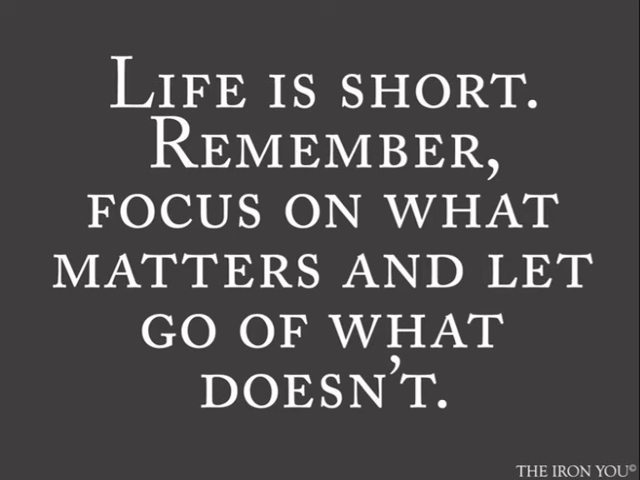 Life is short.
Remember,
focus on what
matters and let
go of what
doesn't.
THE IRON YOU©